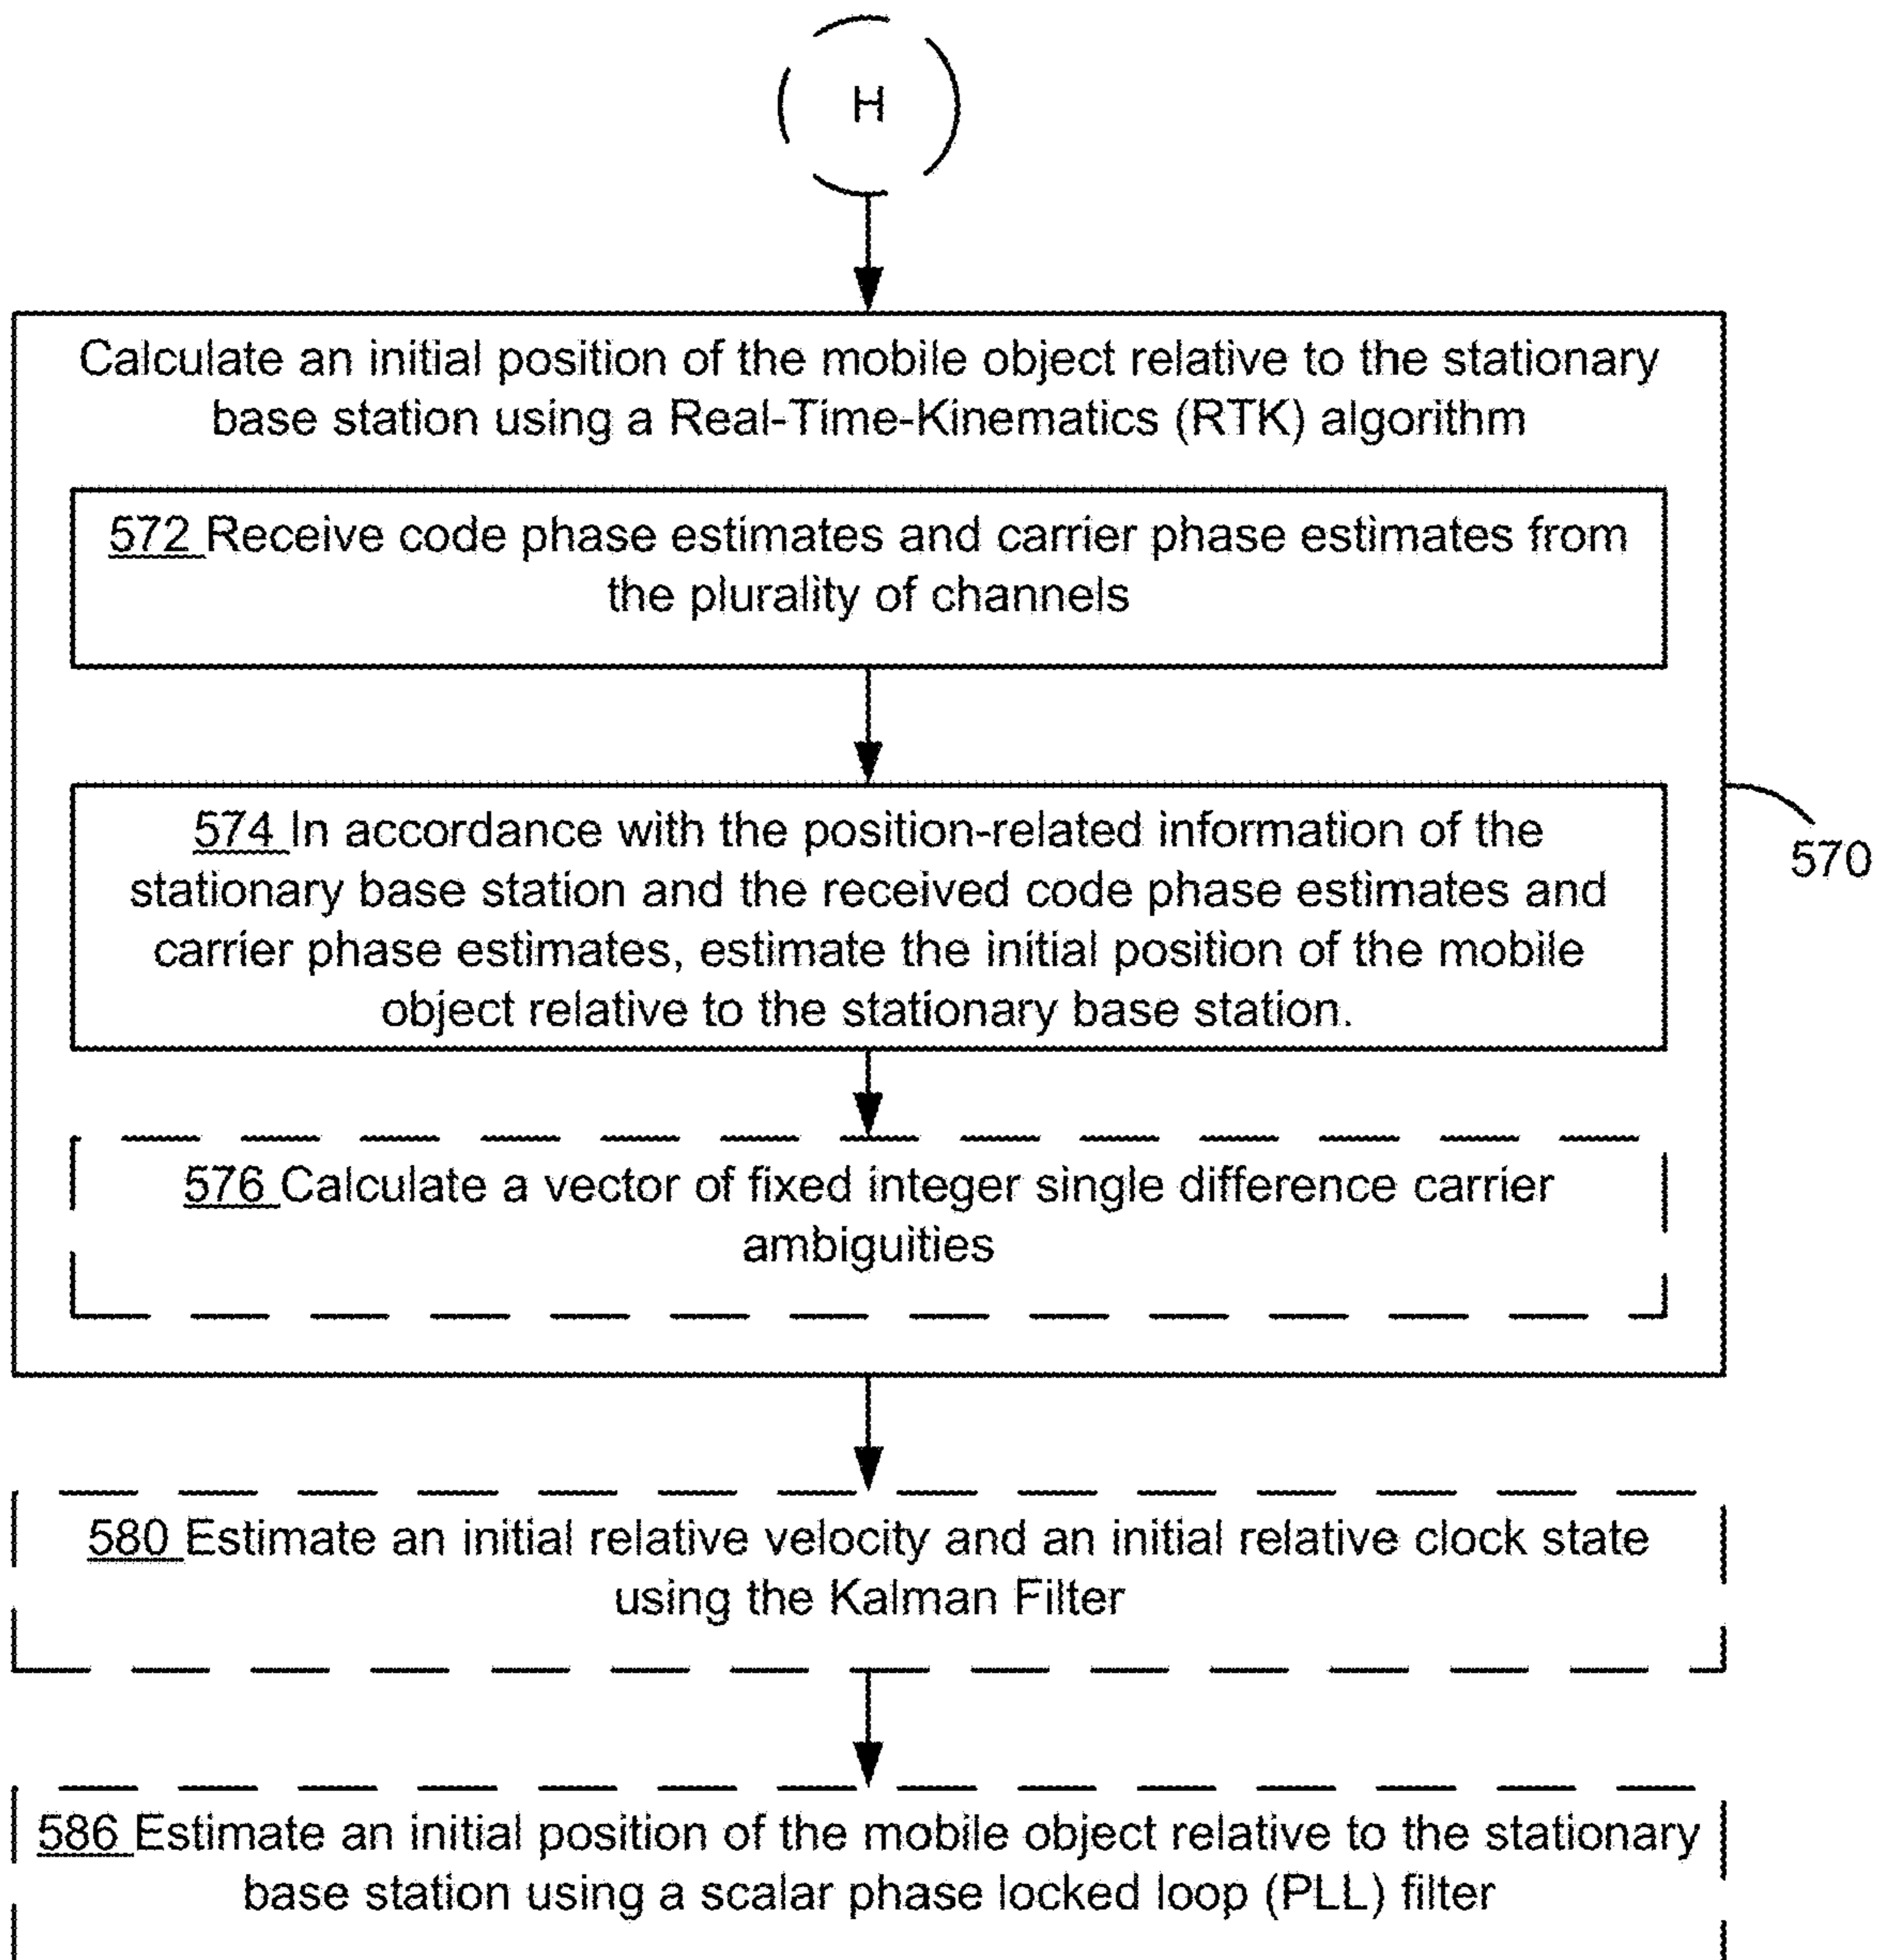 H
Calculate an initial position of the mobile object relative to the stationary
base station using a Real-Time-Kinematics (RTK) algorithm
572 Receive code phase estimates and carrier phase estimates from
the plurality of channels
574 In accordance with the position-related information of the
stationary base station and the received code phase estimates and
carrier phase estimates, estimate the initial position of the mobile
object relative to the stationary base station.
570
576 Calculate a vector of fixed integer single difference carrier
ambiguities
580 Estimate an initial relative velocity and an initial relative clock state
using the Kalman Filter
586 Estimate an initial position of the mobile object relative to the stationary
base station using a scalar phase locked loop (PLL) filter